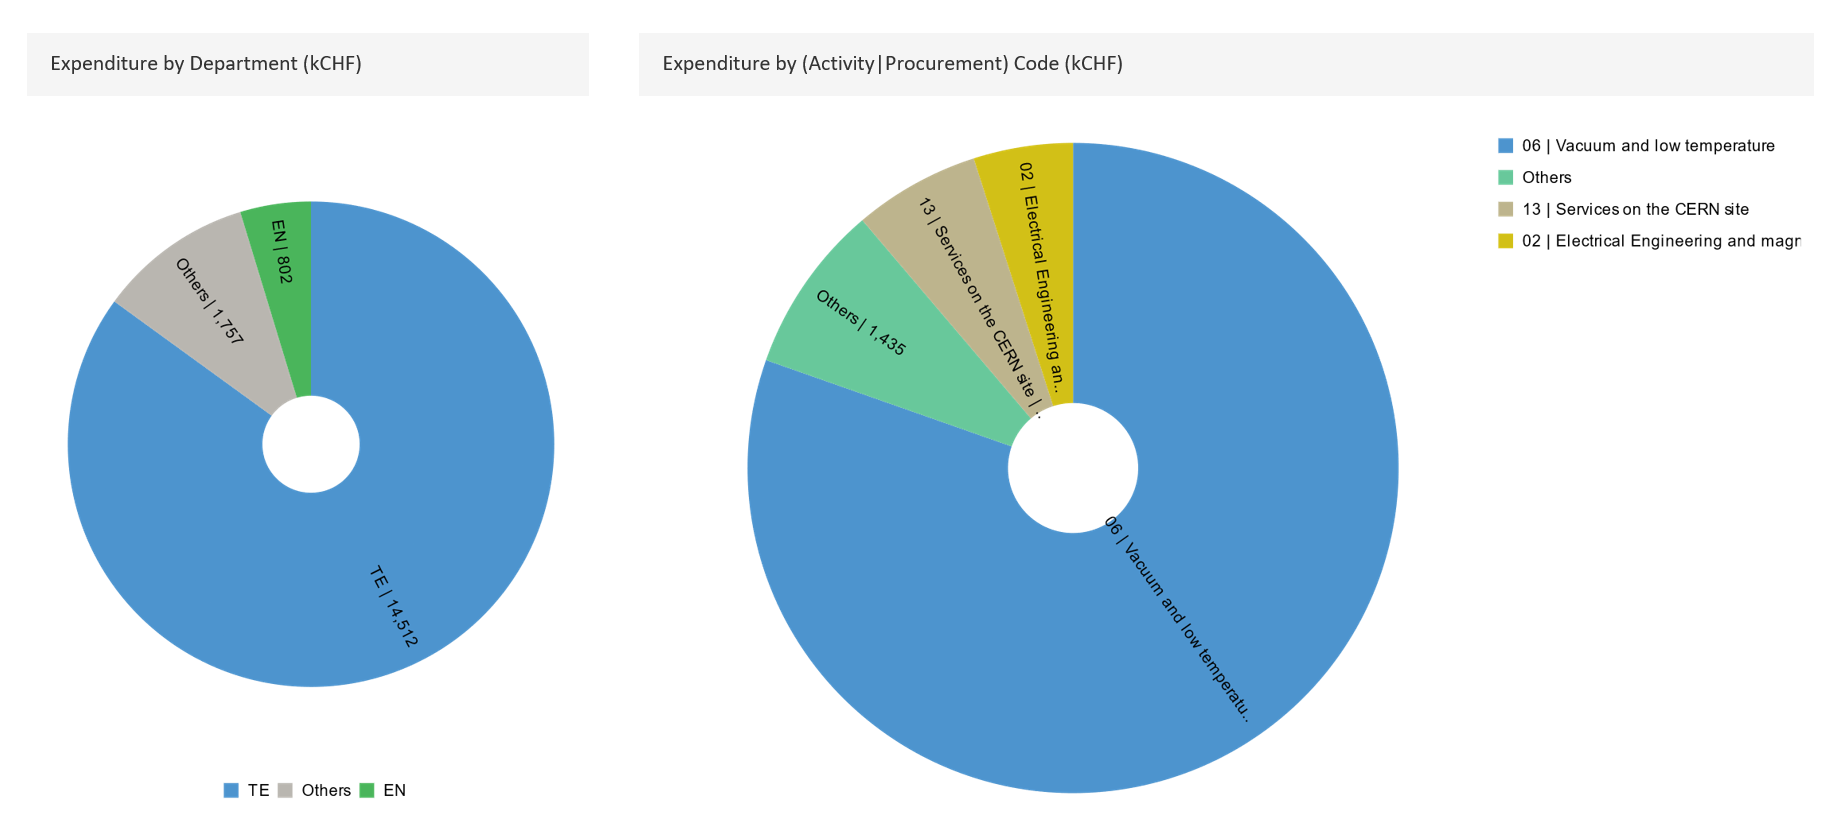 Expenditure by Department (kCHF)
Expenditure by (Activity|Procurement) Code (kCHF)
EN | 802
Others | 1,757
TE | 14,512
TE
Others
EN
02 | Electrical Engineering an..
13 | Services on the CERN site | ..
Others | 1,435
06 | Vacuum and low temperatu..
06 | Vacuum and low temperature
Others
13 | Services on the CERN site
02 | Electrical Engineering and magr